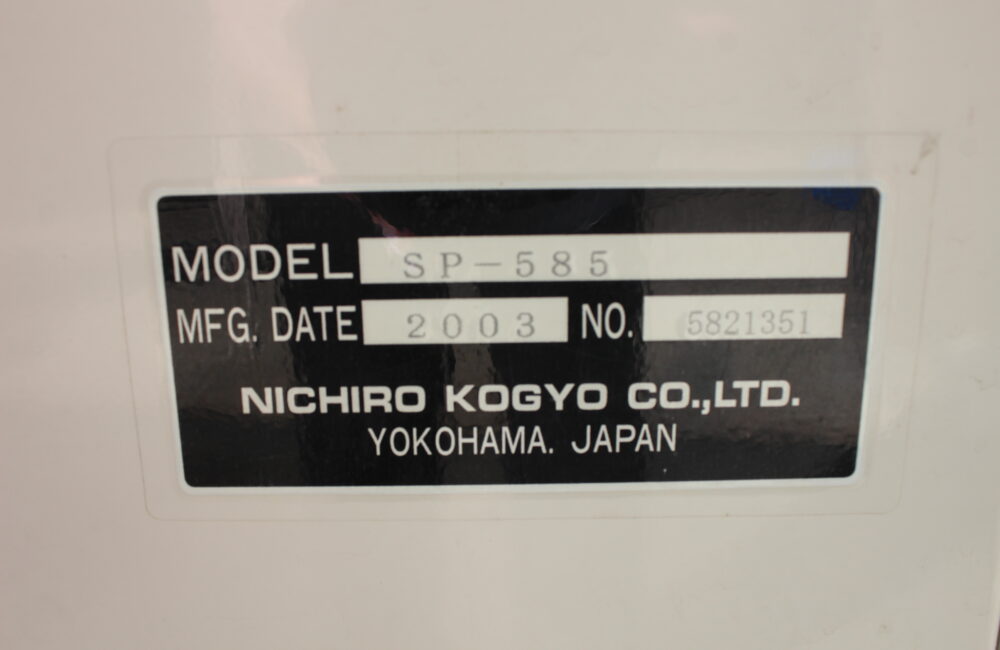 MODEL SP-585
MFG. DATE 2003 NO. 5821351
NICHIRO KOGYO CO.,LTD.
YOKOHAMA. JAPAN